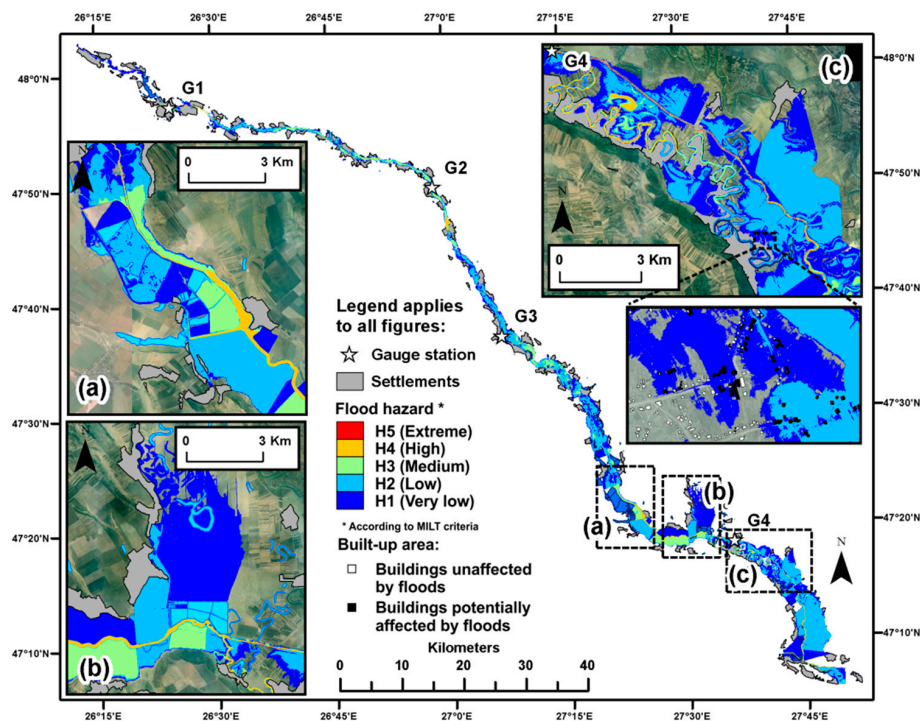 26°15'E 26°30'E 26°45'E 27°0'E 27°15'E 27°30'E 27°45'E
48°0'N
47°50'N
47°40'N
47°30'N
47°20'N
47°10'N
G1
G2
G3
G4
(a)
(b)
(c)
N
0 3 Km
(a)
N
0 3 Km
(b)
G4
(c)
N
0 3 Km
Legend applies
to all figures:
Gauge station
Settlements
Flood hazard *
H5 (Extreme)
H4 (High)
H3 (Medium)
H2 (Low)
H1 (Very low)
* According to MILT criteria
Built-up area:
Buildings unaffected
by floods
Buildings potentially
affected by floods
Kilometers
0 10 20 30 40
N
48°0'N
47°50'N
47°40'N
47°30'N
47°20'N
47°10'N
26°15'E 26°30'E 26°45'E 27°0'E 27°15'E 27°30'E 27°45'E